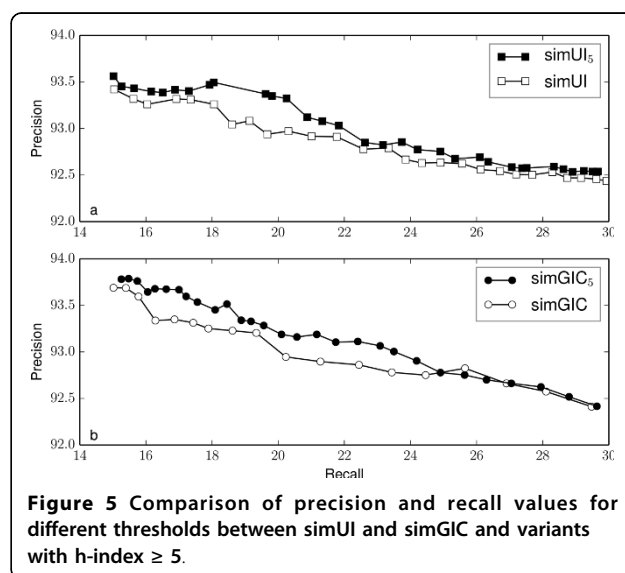 94.0
simUI5
simUI
93.5
Precision
93.0
92.5
a
92.0
14 16 18 20 22 24 26 28 30
94.0
simGIC5
simGIC
93.5
Precision
93.0
92.5
b
92.0
14 16 18 20 22 24 26 28 30
Recall
Figure 5 Comparison of precision and recall values for
different thresholds between simUI and simGIC and variants
with h-index ≥ 5.